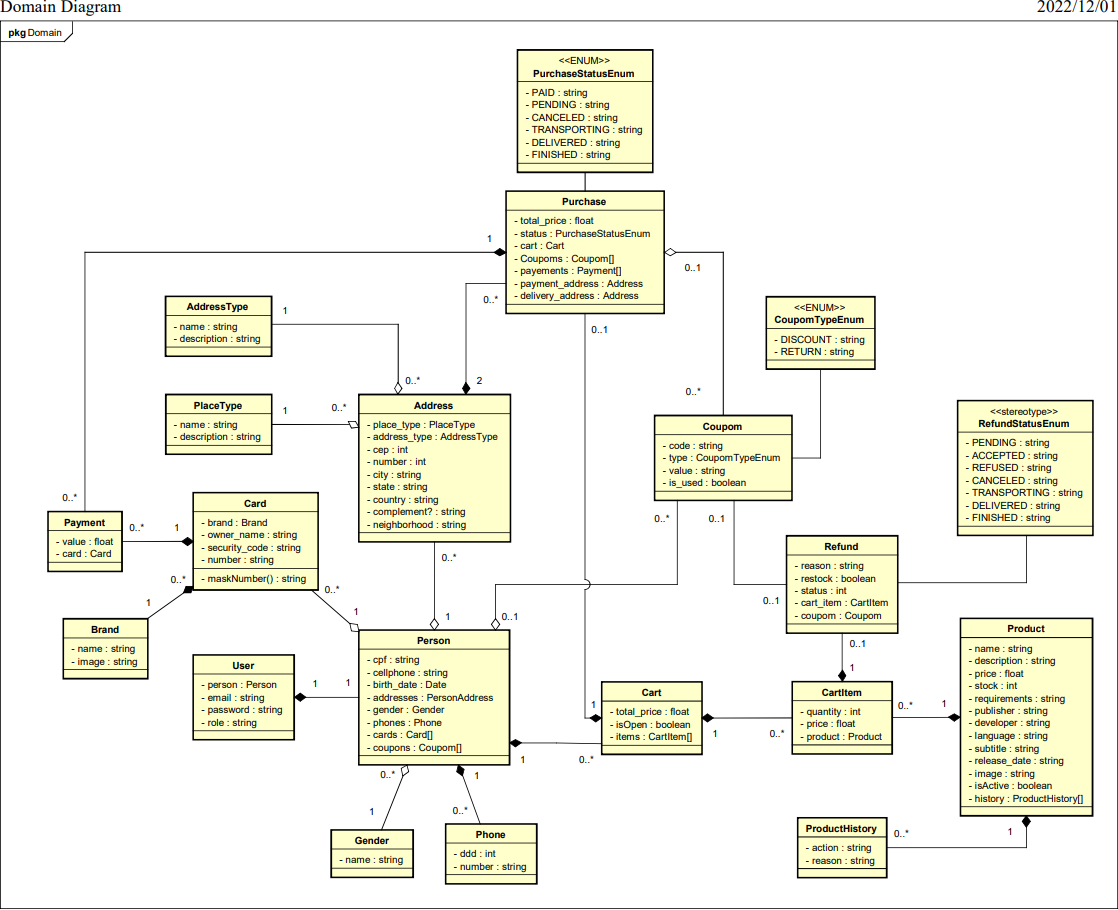 Domain Diagram
2022/12/01
pkg Domain
<<ENUM>>
PurchaseStatusEnum
- PAID : string
- PENDING : string
- CANCELED : string
- TRANSPORTING : string
- DELIVERED : string
- FINISHED : string
Purchase
- total_price : float
- status : PurchaseStatusEnum
- cart : Cart
- Coupoms : Coupom[]
- payements : Payment[]
- payment_address : Address
- delivery_address : Address
1
0..*
0..1
0..1
AddressType
- name : string
- description : string
1
0..*
2
<<ENUM>>
CoupomTypeEnum
- DISCOUNT : string
- RETURN : string
PlaceType
- name : string
- description : string
1
0..*
Address
- place_type : PlaceType
- address_type : AddressType
- cep : int
- number : int
- city : string
- state : string
- country : string
- complement? : string
- neighborhood : string
0..*
0..*
Coupom
- code : string
- type : CoupomTypeEnum
- value : string
- is_used : boolean
0..*
0..1
<<stereotype>>
RefundStatusEnum
- PENDING : string
- ACCEPTED : string
- REFUSED : string
- CANCELED : string
- TRANSPORTING : string
- DELIVERED : string
- FINISHED : string
0..*
Payment
- value : float
- card : Card
0..*
1
Card
- brand : Brand
- owner_name : string
- security_code : string
- number : string
- maskNumber() : string
0..*
0..*
1
1
Brand
- name : string
- image : string
Refund
- reason : string
- restock : boolean
- status : int
- cart_item : CartItem
- coupom : Coupom
0..1
0..1
1
User
- person : Person
- email : string
- password : string
- role : string
1
1
1
0..1
Person
- cpf : string
- cellphone : string
- birth_date : Date
- addresses : PersonAddress
- gender : Gender
- phones : Phone
- cards : Card[]
- coupons : Coupom[]
1
0..*
0..*
1
1
0..*
Cart
- total_price : float
- isOpen : boolean
- items : CartItem[]
1
1
0..*
CartItem
- quantity : int
- price : float
- product : Product
0..*
1
Product
- name : string
- description : string
- price : float
- stock : int
- requirements : string
- publisher : string
- developer : string
- language : string
- subtitle : string
- release_date : string
- image : string
- isActive : boolean
- history : ProductHistory[]
1
0..*
Gender
- name : string
Phone
- ddd : int
- number : string
ProductHistory
- action : string
- reason : string